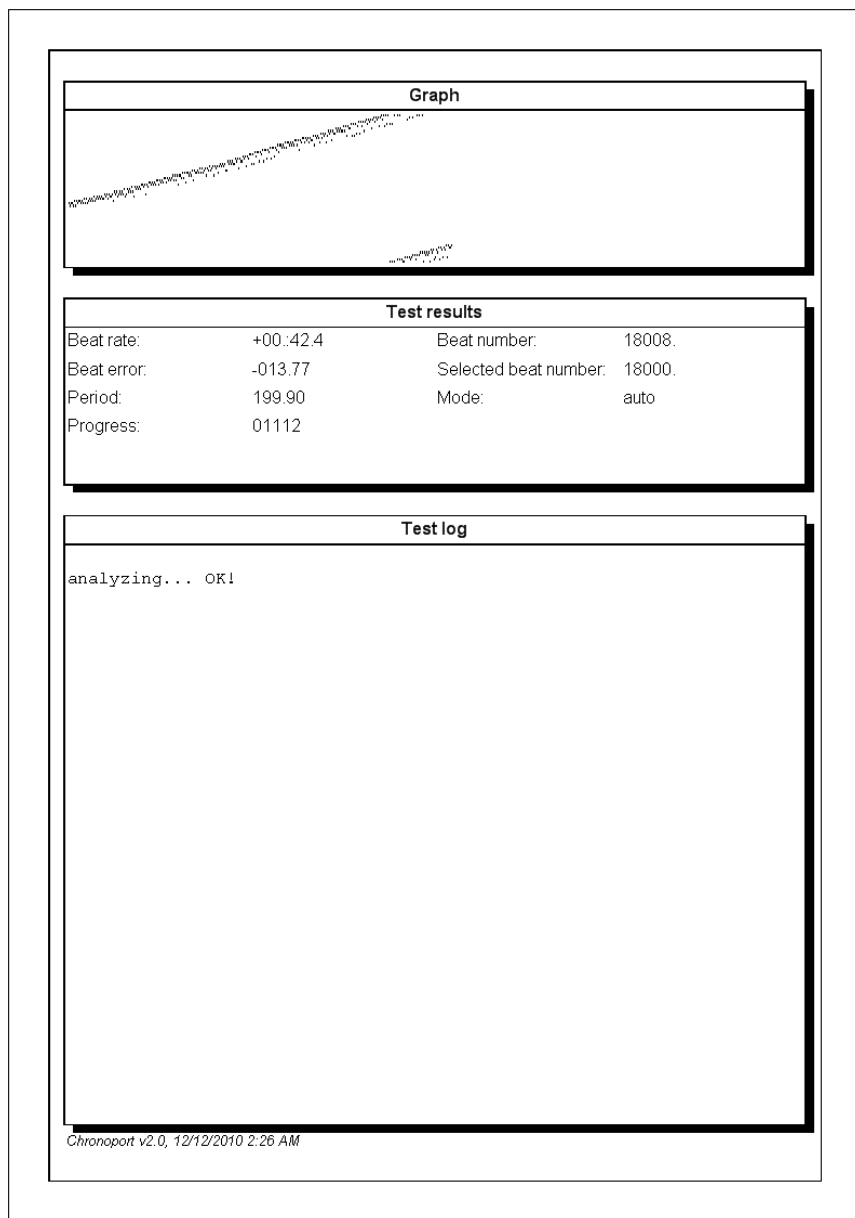 Graph
Test results
Beat rate: +00.:42.4 Beat number: 18008.
Beat error: -013.77 Selected beat number: 18000.
Period: 199.90 Mode: auto
Progress: 01112
Test log
analyzing... OK!
Chronoport v2.0, 12/12/2010 2:26 AM